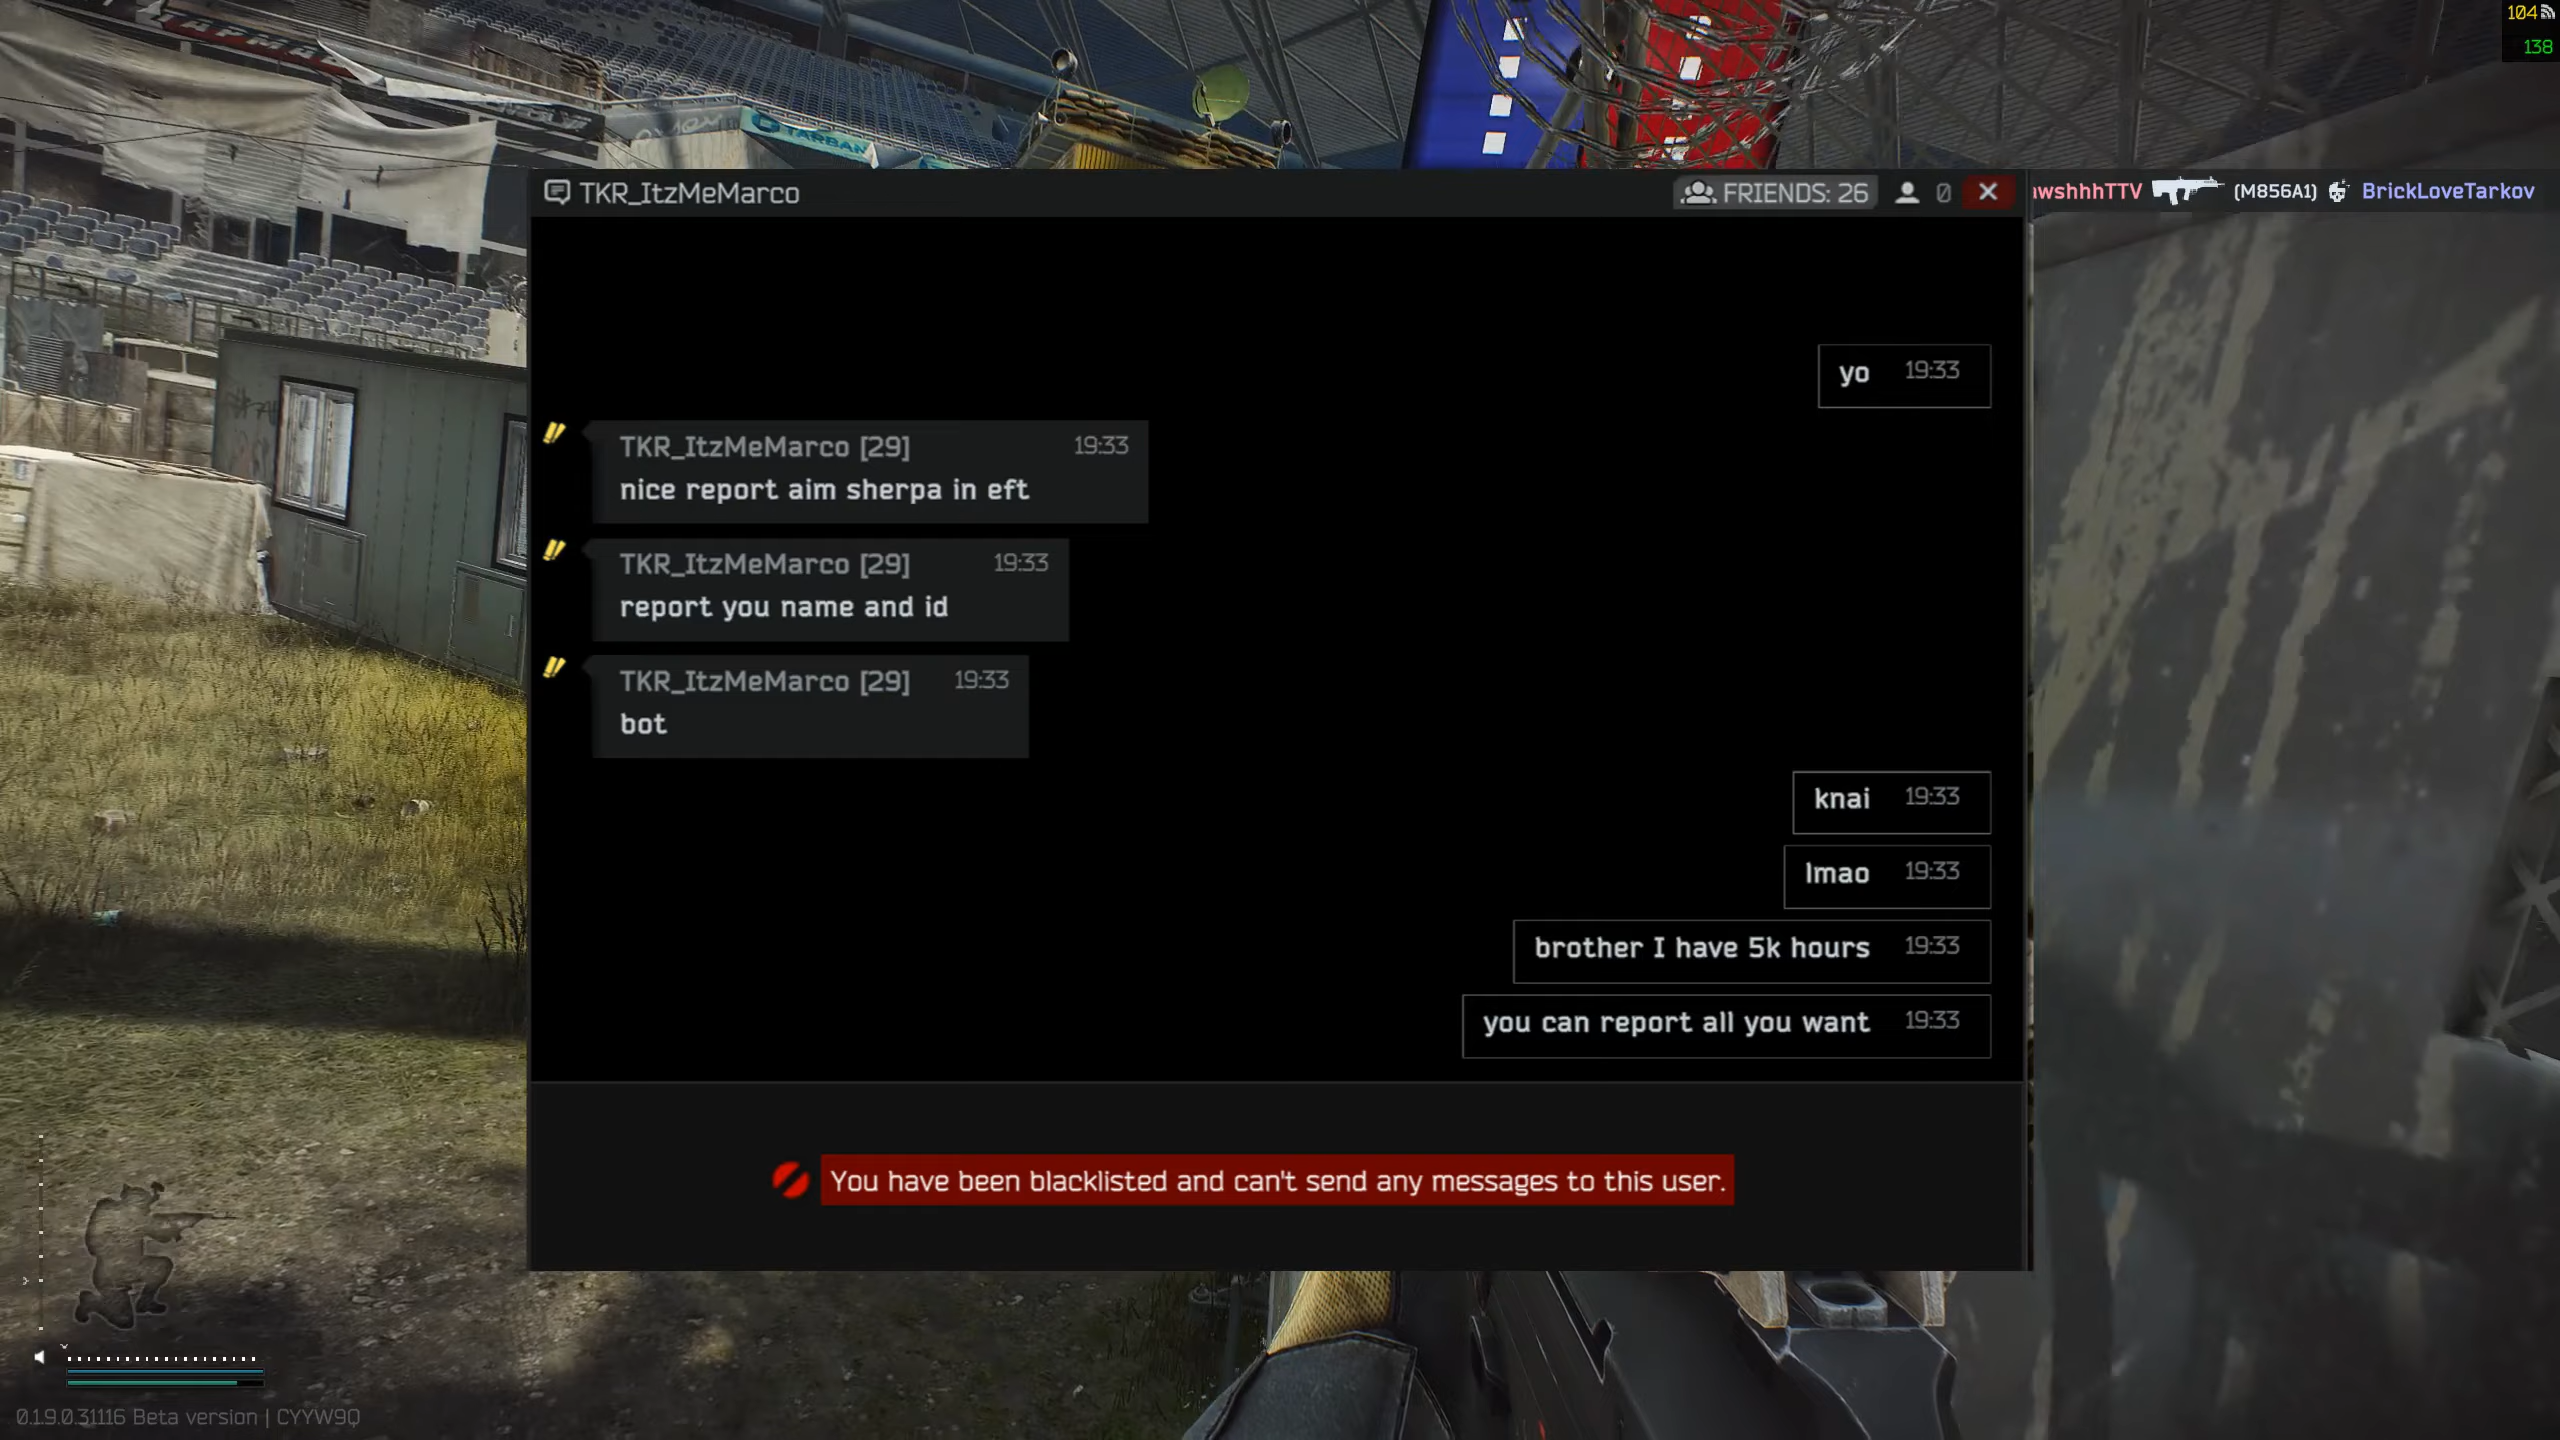 104
138
TARBAN
TKR_ItzMeMarco
FRIENDS: 26
0
wshhhTTV (M856A1) BrickLoveTarkov
yo 19:33
TKR_ItzMeMarco [29] 19:33
nice report aim sherpa in eft
TKR_ItzMeMarco [29] 19:33
report you name and id
TKR_ItzMeMarco [29] 19:33
bot
knai 19:33
lmao 19:33
brother I have 5k hours 19:33
you can report all you want 19:33
You have been blacklisted and can't send any messages to this user.
0.1.9.0.31116 Beta version | CYYW9Q